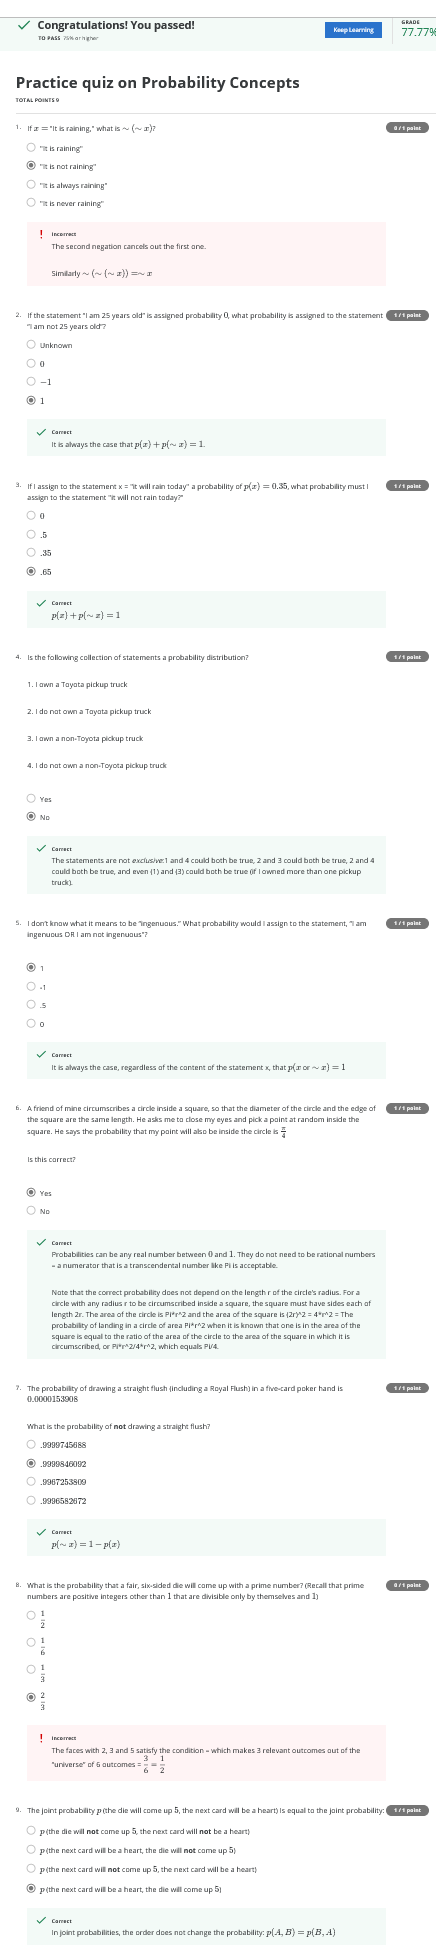 Congratulations! You passed!
TO PASS 75% or higher
Keep Learning
GRADE
77.77%
Practice quiz on Probability Concepts
TOTAL POINTS 9
1. If x = "It is raining," what is ∼ (∼ x)?
0 / 1 point
"It is raining"
"It is not raining"
"It is always raining"
"It is never raining"
! Incorrect
The second negation cancels out the first one.
Similarly ∼ (∼ (∼ x)) =∼ x
2. If the statement "I am 25 years old" is assigned probability 0, what probability is assigned to the statement
1 / 1 point
"I am not 25 years old"?
Unknown
0
−1
1
Correct
It is always the case that p(x) + p(∼ x) = 1.
3. If I assign to the statement x = "it will rain today" a probability of p(x) = 0.35, what probability must I
1 / 1 point
assign to the statement "it will not rain today?"
0
.5
.35
.65
Correct
p(x) + p(∼ x) = 1
4. Is the following collection of statements a probability distribution?
1 / 1 point
1. I own a Toyota pickup truck
2. I do not own a Toyota pickup truck
3. I own a non-Toyota pickup truck
4. I do not own a non-Toyota pickup truck
Yes
No
Correct
The statements are not exclusive:1 and 4 could both be true, 2 and 3 could both be true, 2 and 4
could both be true, and even (1) and (3) could both be true (if I owned more than one pickup
truck).
5. I don't know what it means to be "ingenuous." What probability would I assign to the statement, "I am
1 / 1 point
ingenuous OR I am not ingenuous"?
1
-1
.5
0
Correct
It is always the case, regardless of the content of the statement x, that p(x or ∼ x) = 1
6. A friend of mine circumscribes a circle inside a square, so that the diameter of the circle and the edge of
1 / 1 point
the square are the same length. He asks me to close my eyes and pick a point at random inside the
square. He says the probability that my point will also be inside the circle is π/4
Is this correct?
Yes
No
Correct
Probabilities can be any real number between 0 and 1. They do not need to be rational numbers
– a numerator that is a transcendental number like Pi is acceptable.
Note that the correct probability does not depend on the length r of the circle's radius. For a
circle with any radius r to be circumscribed inside a square, the square must have sides each of
length 2r. The area of the circle is Pi*r^2 and the area of the square is (2r)^2 = 4*r^2 = The
probability of landing in a circle of area Pi*r^2 when it is known that one is in the area of the
square is equal to the ratio of the area of the circle to the area of the square in which it is
circumscribed, or Pi*r^2/4*r^2, which equals Pi/4.
7. The probability of drawing a straight flush (including a Royal Flush) in a five-card poker hand is
1 / 1 point
0.0000153908
What is the probability of not drawing a straight flush?
.9999745688
.9999846092
.9967253809
.9996582672
Correct
p(∼ x) = 1 − p(x)
8. What is the probability that a fair, six-sided die will come up with a prime number? (Recall that prime
0 / 1 point
numbers are positive integers other than 1 that are divisible only by themselves and 1)
1/2
1/6
1/3
2/3
! Incorrect
The faces with 2, 3 and 5 satisfy the condition – which makes 3 relevant outcomes out of the
"universe" of 6 outcomes = 3/6 = 1/2
9. The joint probability p (the die will come up 5, the next card will be a heart) is equal to the joint probability:
1 / 1 point
p (the die will not come up 5, the next card will not be a heart)
p (the next card will be a heart, the die will not come up 5)
p (the next card will not come up 5, the next card will be a heart)
p (the next card will be a heart, the die will come up 5)
Correct
In joint probabilities, the order does not change the probability: p(A, B) = p(B, A)